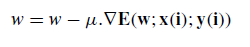 w = w − μ.∇E(w; x(i); y(i))